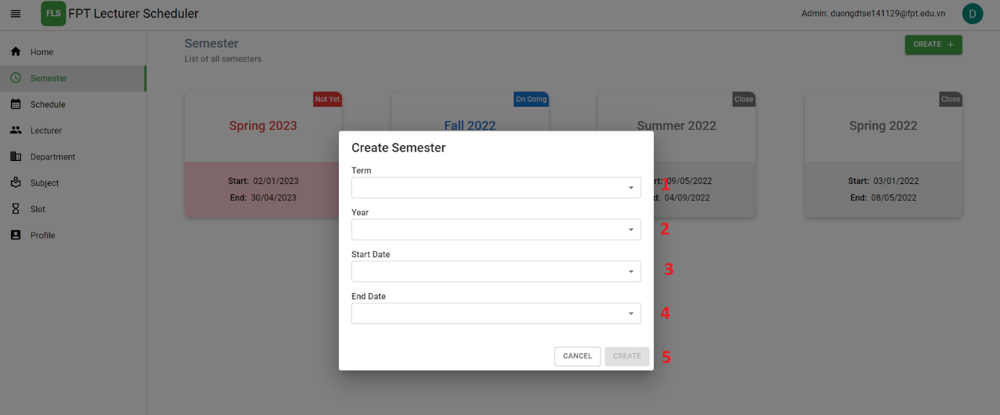 FLS FPT Lecturer Scheduler
Admin: duongdtse141129@fpt.edu.vn D
Home
Semester
Schedule
Lecturer
Department
Subject
Slot
Profile
Semester
List of all semesters
CREATE +
Not Yet
Spring 2023
Start: 02/01/2023
End: 30/04/2023
On Going
Fall 2022
Close
Summer 2022
rt: 09/05/2022
d: 04/09/2022
Close
Spring 2022
Start: 03/01/2022
End: 08/05/2022
Create Semester
Term
1
Year
2
Start Date
3
End Date
4
CANCEL CREATE 5